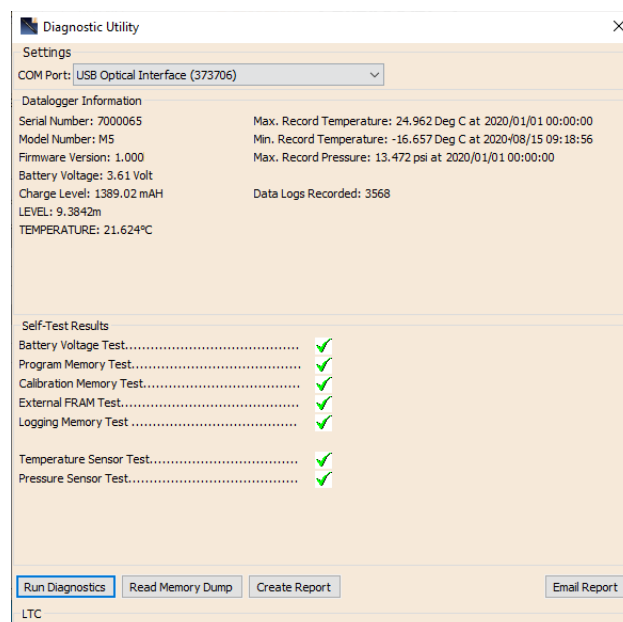 Diagnostic Utility
Settings
COM Port: USB Optical Interface (373706)
Datalogger Information
Serial Number: 7000065
Max. Record Temperature: 24.962 Deg C at 2020/01/01 00:00:00
Model Number: M5
Min. Record Temperature: -16.657 Deg C at 2020/08/15 09:18:56
Firmware Version: 1.000
Max. Record Pressure: 13.472 psi at 2020/01/01 00:00:00
Battery Voltage: 3.61 Volt
Charge Level: 1389.02 mAH
Data Logs Recorded: 3568
LEVEL: 9.3842m
TEMPERATURE: 21.624°C
Self-Test Results
Battery Voltage Test.........................................
Program Memory Test........................................
Calibration Memory Test.....................................
External FRAM Test..........................................
Logging Memory Test .......................................
Temperature Sensor Test...................................
Pressure Sensor Test........................................
Run Diagnostics
Read Memory Dump
Create Report
Email Report
LTC